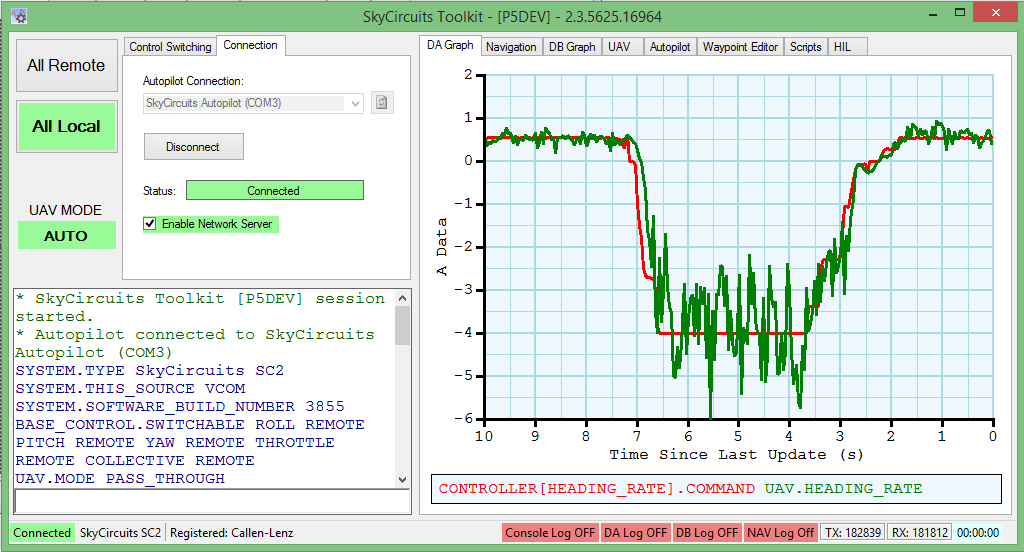 SkyCircuits Toolkit - [P5DEV] - 2.3.5625.16964
All Remote
All Local
UAV MODE
AUTO
Control Switching Connection
Autopilot Connection:
SkyCircuits Autopilot (COM3)
Disconnect
Status: Connected
Enable Network Server
* SkyCircuits Toolkit [P5DEV] session
started.
* Autopilot connected to SkyCircuits
Autopilot (COM3)
SYSTEM.TYPE SkyCircuits SC2
SYSTEM.THIS_SOURCE VCOM
SYSTEM.SOFTWARE_BUILD_NUMBER 3855
BASE_CONTROL.SWITCHABLE ROLL REMOTE
PITCH REMOTE YAW REMOTE THROTTLE
REMOTE COLLECTIVE REMOTE
UAV.MODE PASS_THROUGH
DA Graph Navigation DB Graph UAV Autopilot Waypoint Editor Scripts HIL
2
1
0
-1
-2
-3
-4
-5
-6
A Data
10 9 8 7 6 5 4 3 2 1 0
Time Since Last Update (s)
CONTROLLER[HEADING_RATE].COMMAND UAV.HEADING_RATE
Connected SkyCircuits SC2 Registered: Callen-Lenz Console Log OFF DA Log OFF DB Log OFF NAV Log Off TX: 182839 RX: 181812 00:00:00